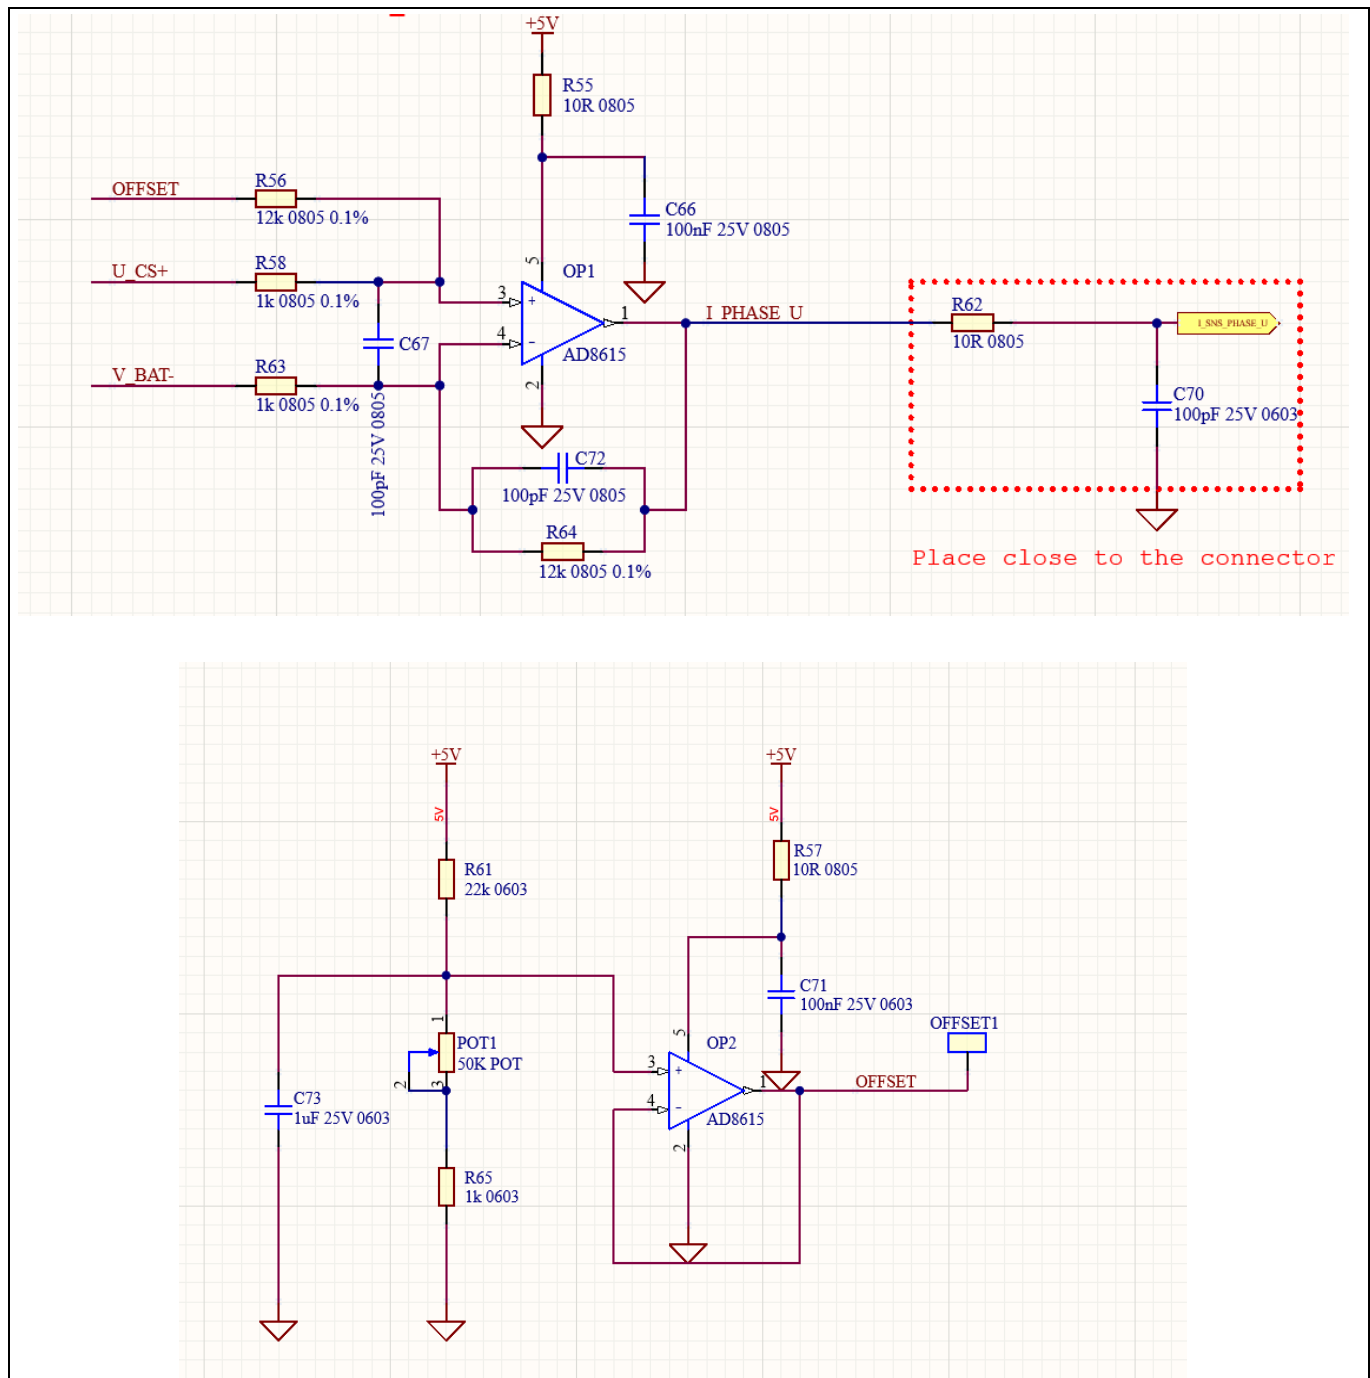 +5V
R55
10R 0805
OFFSET
R56
12k 0805 0.1%
C66
100nF 25V 0805
U_CS+
R58
1k 0805 0.1%
5
OP1
3
+
1
I_PHASE_U
4
-
AD8615
2
C67
100pF 25V 0805
V_BAT-
R63
1k 0805 0.1%
R62
10R 0805
I_SNS_PHASE_U
C70
100pF 25V 0603
C72
100pF 25V 0805
R64
12k 0805 0.1%
Place close to the connector
+5V
+5V
5V
5V
R61
22k 0603
R57
10R 0805
C71
100nF 25V 0603
1
POT1
50K POT
2
3
5
OP2
3
+
1
4
-
AD8615
2
OFFSET
OFFSET1
C73
1uF 25V 0603
R65
1k 0603